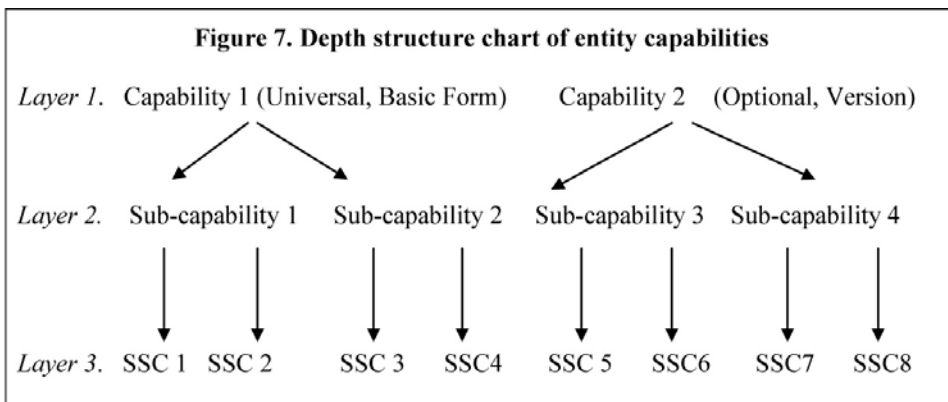 Figure 7. Depth structure chart of entity capabilities
Layer 1. Capability 1 (Universal, Basic Form) Capability 2 (Optional, Version)
Layer 2. Sub-capability 1 Sub-capability 2 Sub-capability 3 Sub-capability 4
Layer 3. SSC 1 SSC 2 SSC 3 SSC4 SSC 5 SSC6 SSC7 SSC8